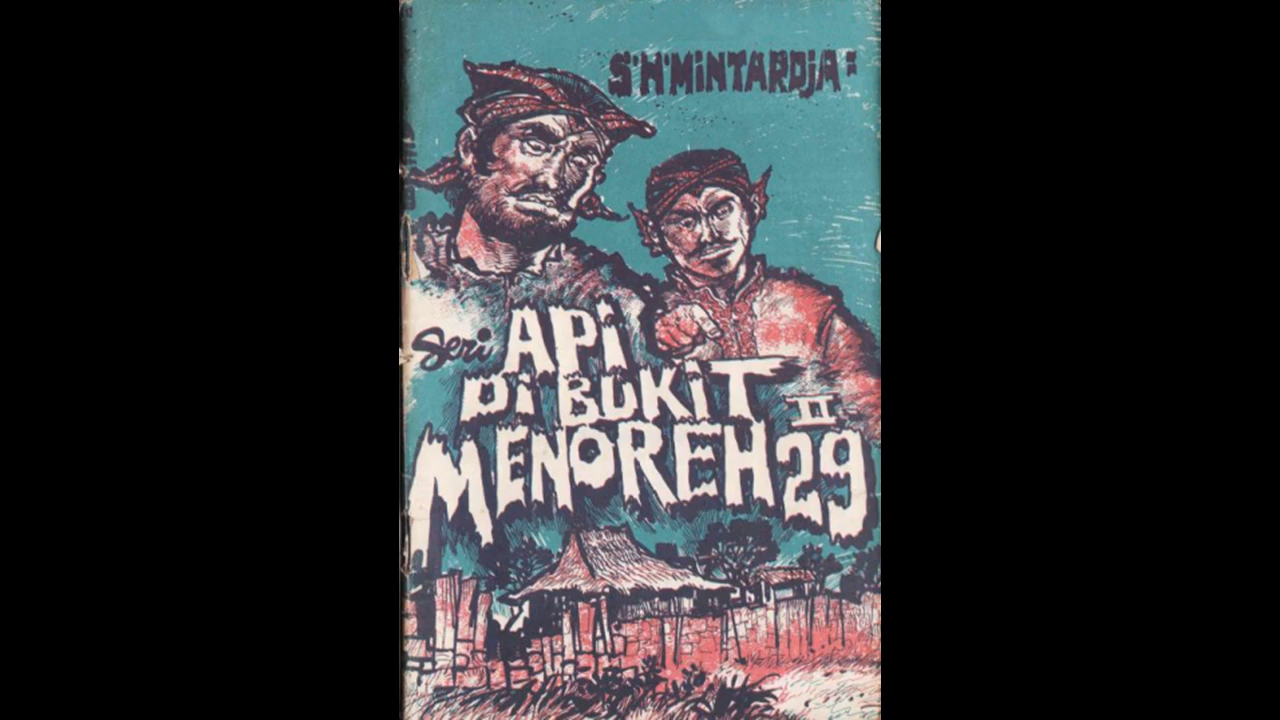 S·H·MINTARDJA:
Seri API
DI BUKIT
II
MENOREH 29